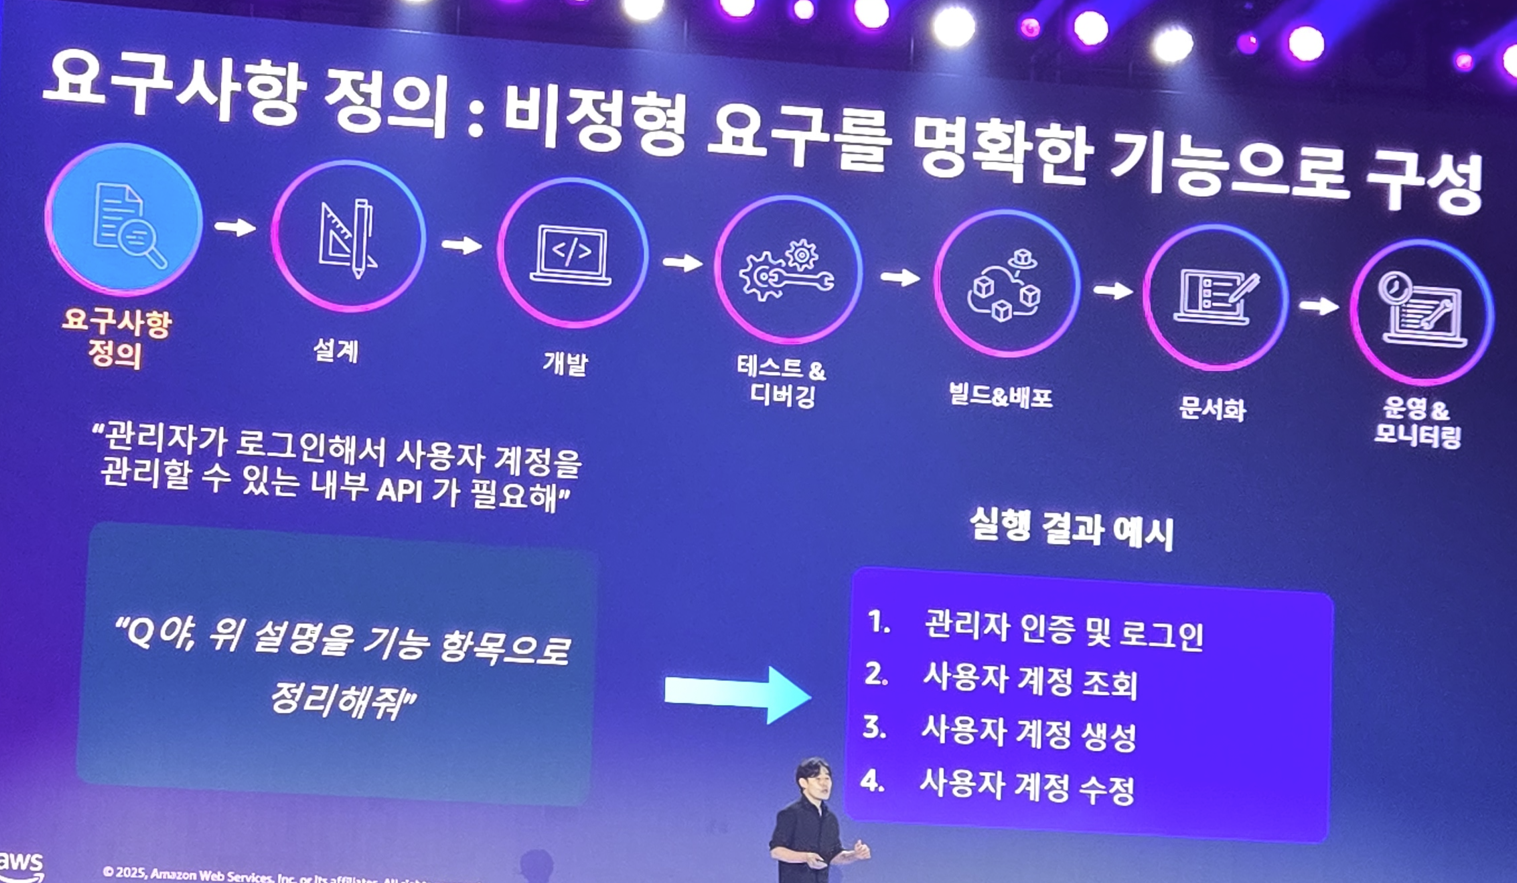 요구사항 정의 : 비정형 요구를 명확한 기능으로 구성
요구사항
정의
설계
개발
테스트 &
디버깅
빌드&배포
문서화
운영 &
모니터링
“관리자가 로그인해서 사용자 계정을
관리할 수 있는 내부 API 가 필요해”
“Q야, 위 설명을 기능 항목으로
정리해줘”
실행 결과 예시
1. 관리자 인증 및 로그인
2. 사용자 계정 조회
3. 사용자 계정 생성
4. 사용자 계정 수정
aws
© 2025, Amazon Web Services, Inc. or its affiliates. All